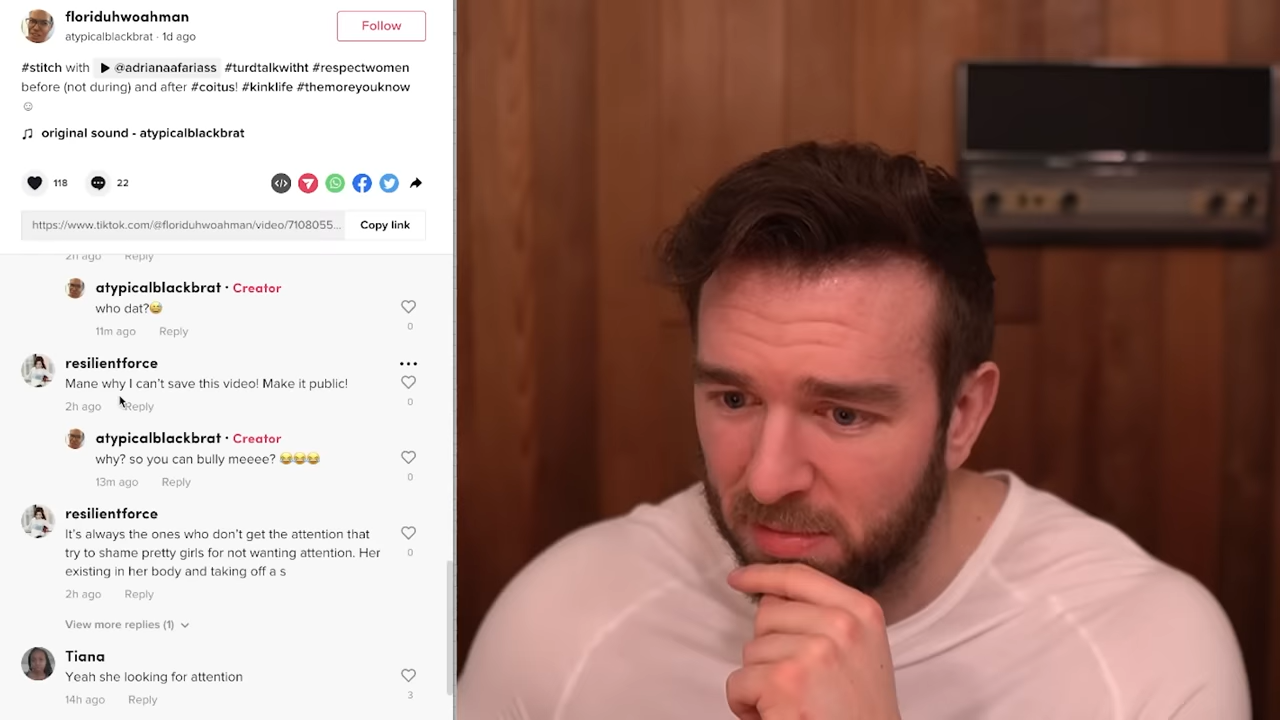 floriduhwoahman
Follow
atypicalblackbrat · 1d ago
#stitch with @adrianaafariass #turdtalkwitht #respectwomen
before (not during) and after #coitus! #kinklife #themoreyouknow
original sound - atypicalblackbrat
118
22
https://www.tiktok.com/@floriduhwoahman/video/7108055...
Copy link
2h ago Reply
atypicalblackbrat · Creator
who dat?😅
0
11m ago Reply
resilientforce
Mane why I can't save this video! Make it public!
0
2h ago Reply
atypicalblackbrat · Creator
why? so you can bully meeee? 😂😂😂
0
13m ago Reply
resilientforce
It's always the ones who don't get the attention that
try to shame pretty girls for not wanting attention. Her
0
existing in her body and taking off a s
2h ago Reply
View more replies (1)
Tiana
Yeah she looking for attention
3
14h ago Reply